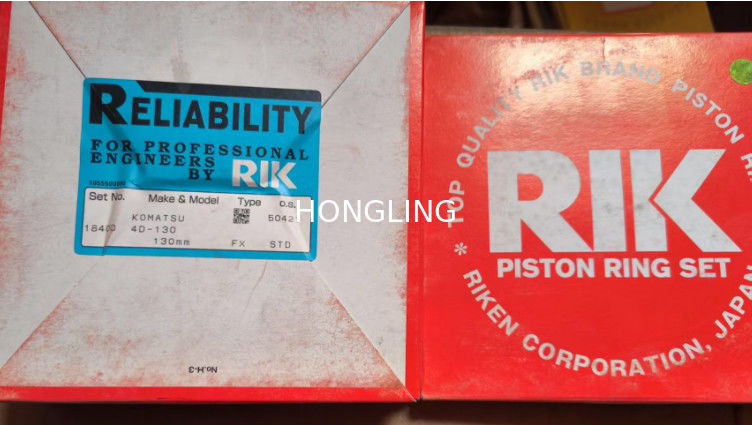 RELIABILITY
FOR PROFESSIONAL
ENGINEERS
BY RIK
Set No. Make & Model Type O.S.
KOMATSU 5042
18403 4D-130
130mm FX STD
No.H-3
HONGLING
TOP QUALITY RIK BRAND PISTON
RIK
PISTON RING SET
* RIKEN CORPORATION, JAPAN